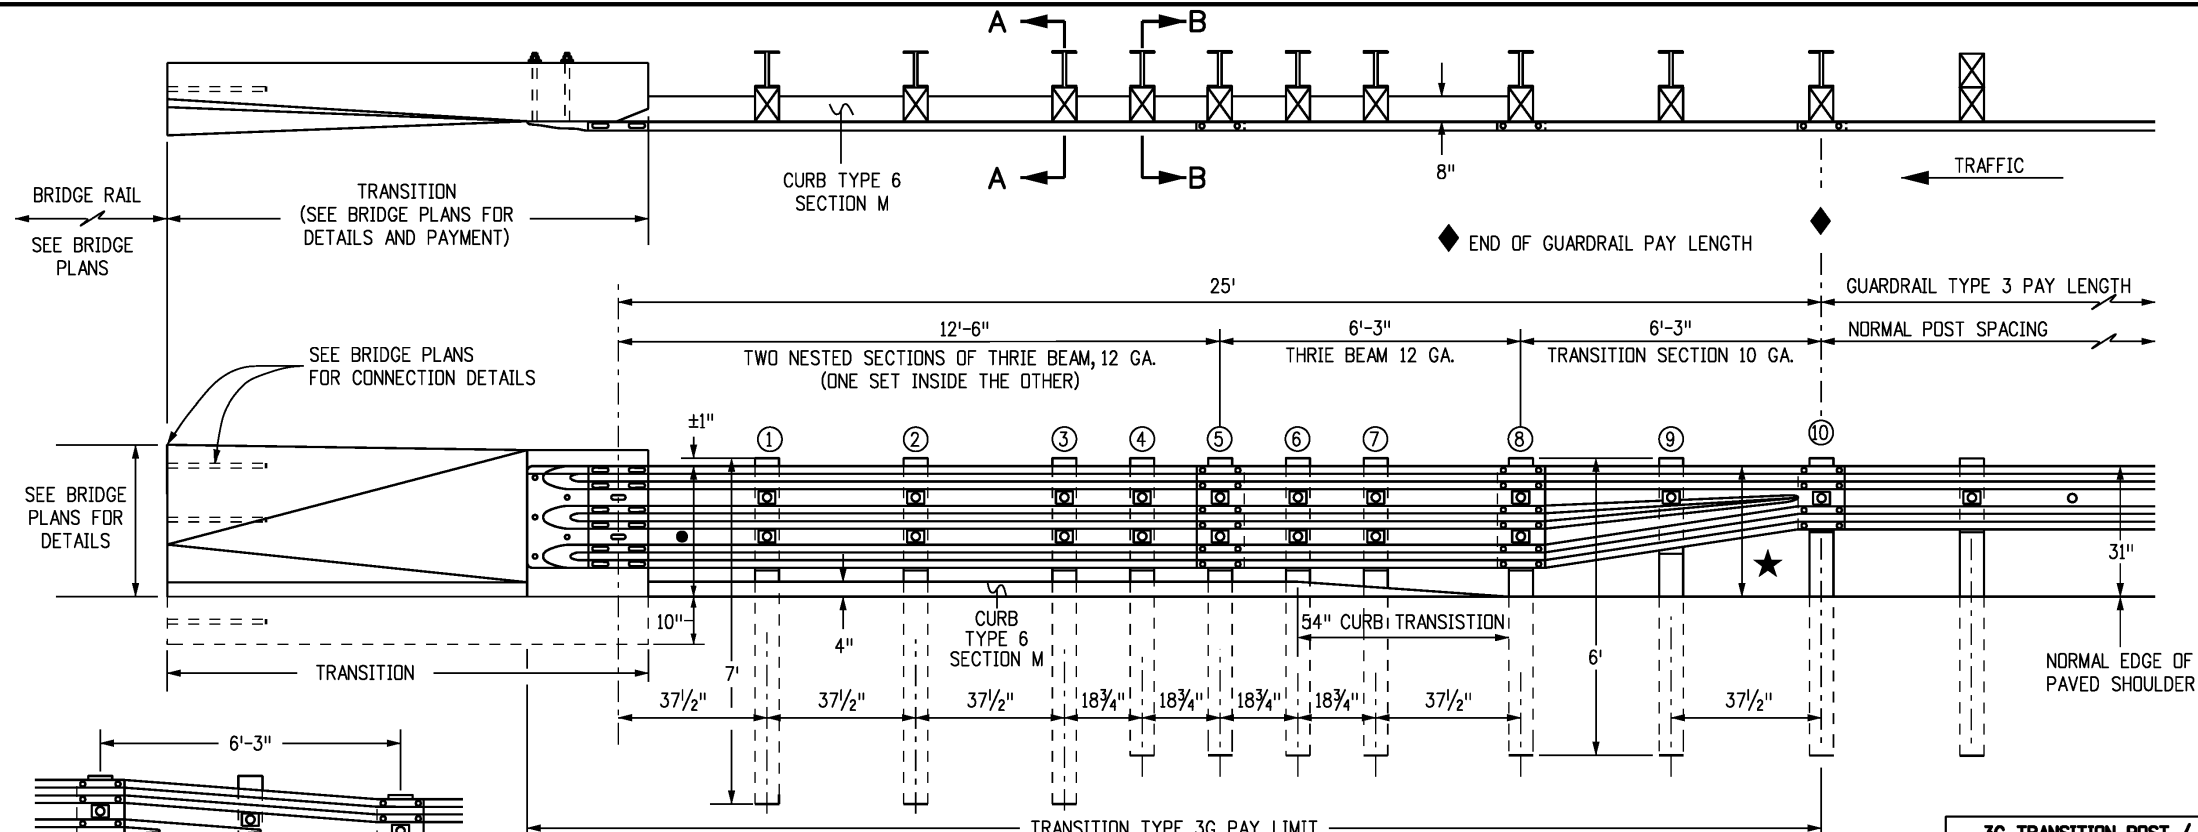 A
B
A
B
8"
CURB TYPE 6
SECTION M
TRAFFIC
BRIDGE RAIL
SEE BRIDGE
PLANS
TRANSITION
(SEE BRIDGE PLANS FOR
DETAILS AND PAYMENT)
END OF GUARDRAIL PAY LENGTH
25'
GUARDRAIL TYPE 3 PAY LENGTH
12'-6"
6'-3"
6'-3"
NORMAL POST SPACING
TWO NESTED SECTIONS OF THRIE BEAM, 12 GA.
(ONE SET INSIDE THE OTHER)
THRIE BEAM 12 GA.
TRANSITION SECTION 10 GA.
SEE BRIDGE PLANS
FOR CONNECTION DETAILS
±1"
1
2
3
4
5
6
7
8
9
10
SEE BRIDGE
PLANS FOR
DETAILS
31"
10"
4"
CURB
TYPE 6
SECTION M
54" CURB TRANSISTION
7'
6'
TRANSITION
NORMAL EDGE OF
PAVED SHOULDER
37½"
37½"
37½"
18¾"
18¾"
18¾"
18¾"
37½"
37½"
6'-3"
TRANSITION TYPE 3G PAY LIMIT
3G TRANSITION POST /